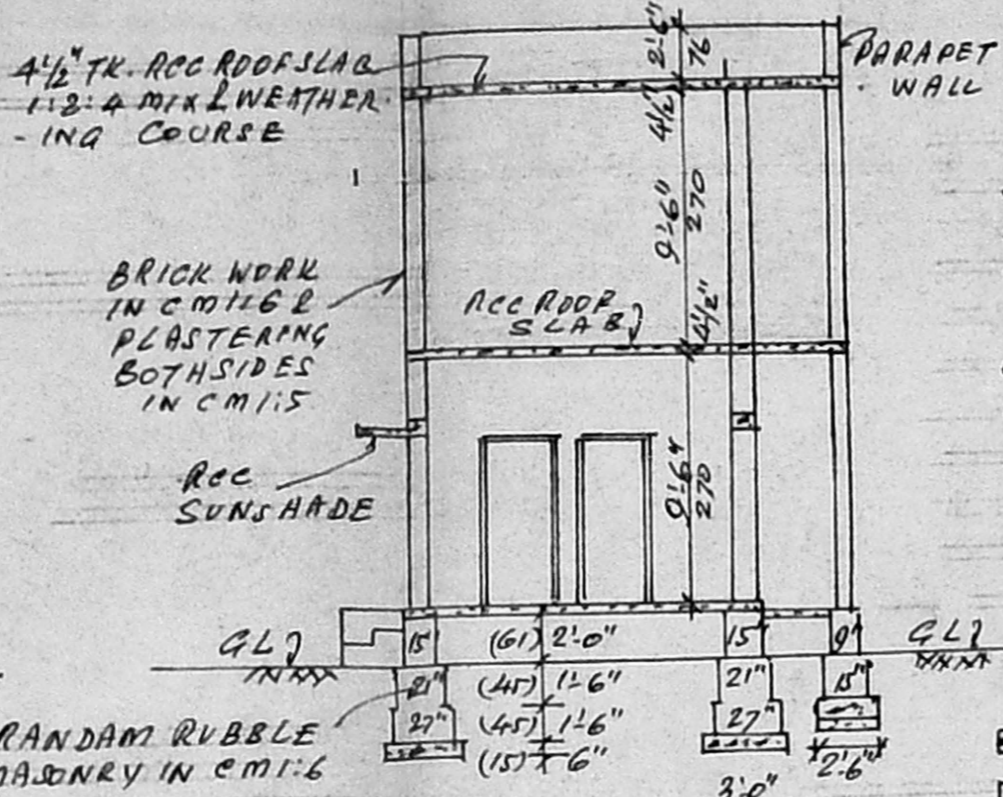 4½" TK. RCC ROOF SLAB
1:2:4 MIX & WEATHER
-ING COURSE
2'-6"
76
PARAPET
WALL
4½"
9'-6"
270
BRICK WORK
IN CM 1:6 &
PLASTERING
BOTH SIDES
IN CM 1:5
RCC ROOF
SLAB
4½"
RCC
SUNSHADE
9'-6"
270
GL
15"
(61) 2'-0"
15"
9"
GL
21"
(45) 1'-6"
21"
15"
27"
(45) 1'-6"
27"
(15) 6"
2'-6"
3'-0"
RANDAM RUBBLE
MASONRY IN CM 1:6